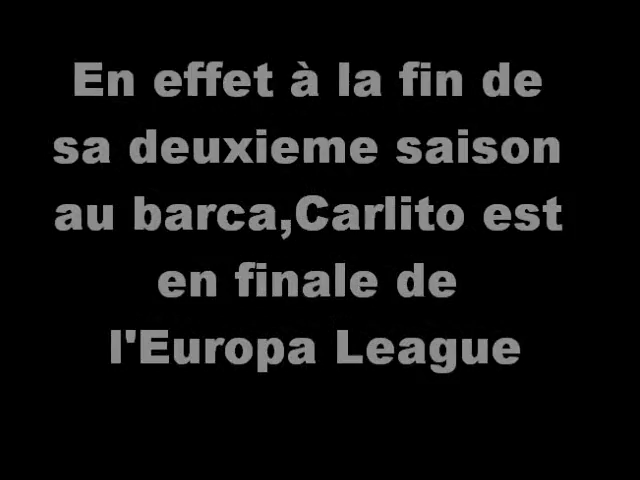 En effet à la fin de
sa deuxieme saison
au barca,Carlito est
en finale de
l'Europa League